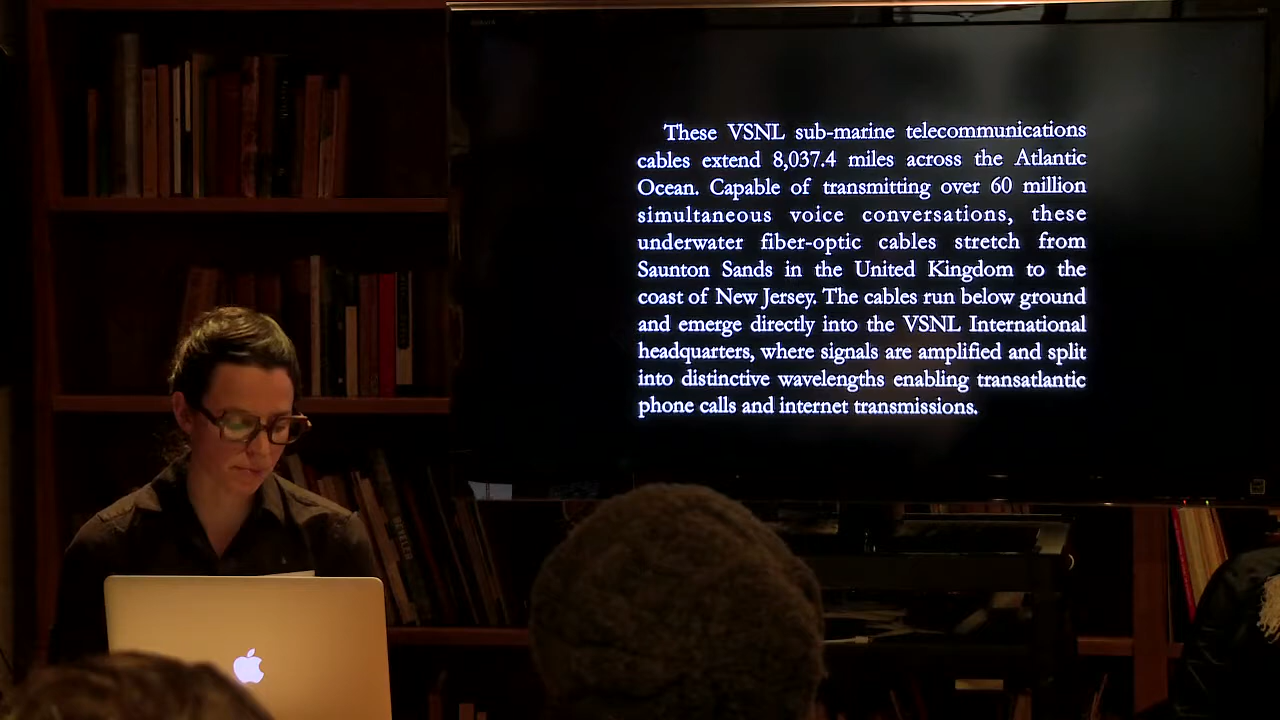 These VSNL sub-marine telecommunications
cables extend 8,037.4 miles across the Atlantic
Ocean. Capable of transmitting over 60 million
simultaneous voice conversations, these
underwater fiber-optic cables stretch from
Saunton Sands in the United Kingdom to the
coast of New Jersey. The cables run below ground
and emerge directly into the VSNL International
headquarters, where signals are amplified and split
into distinctive wavelengths enabling transatlantic
phone calls and internet transmissions.